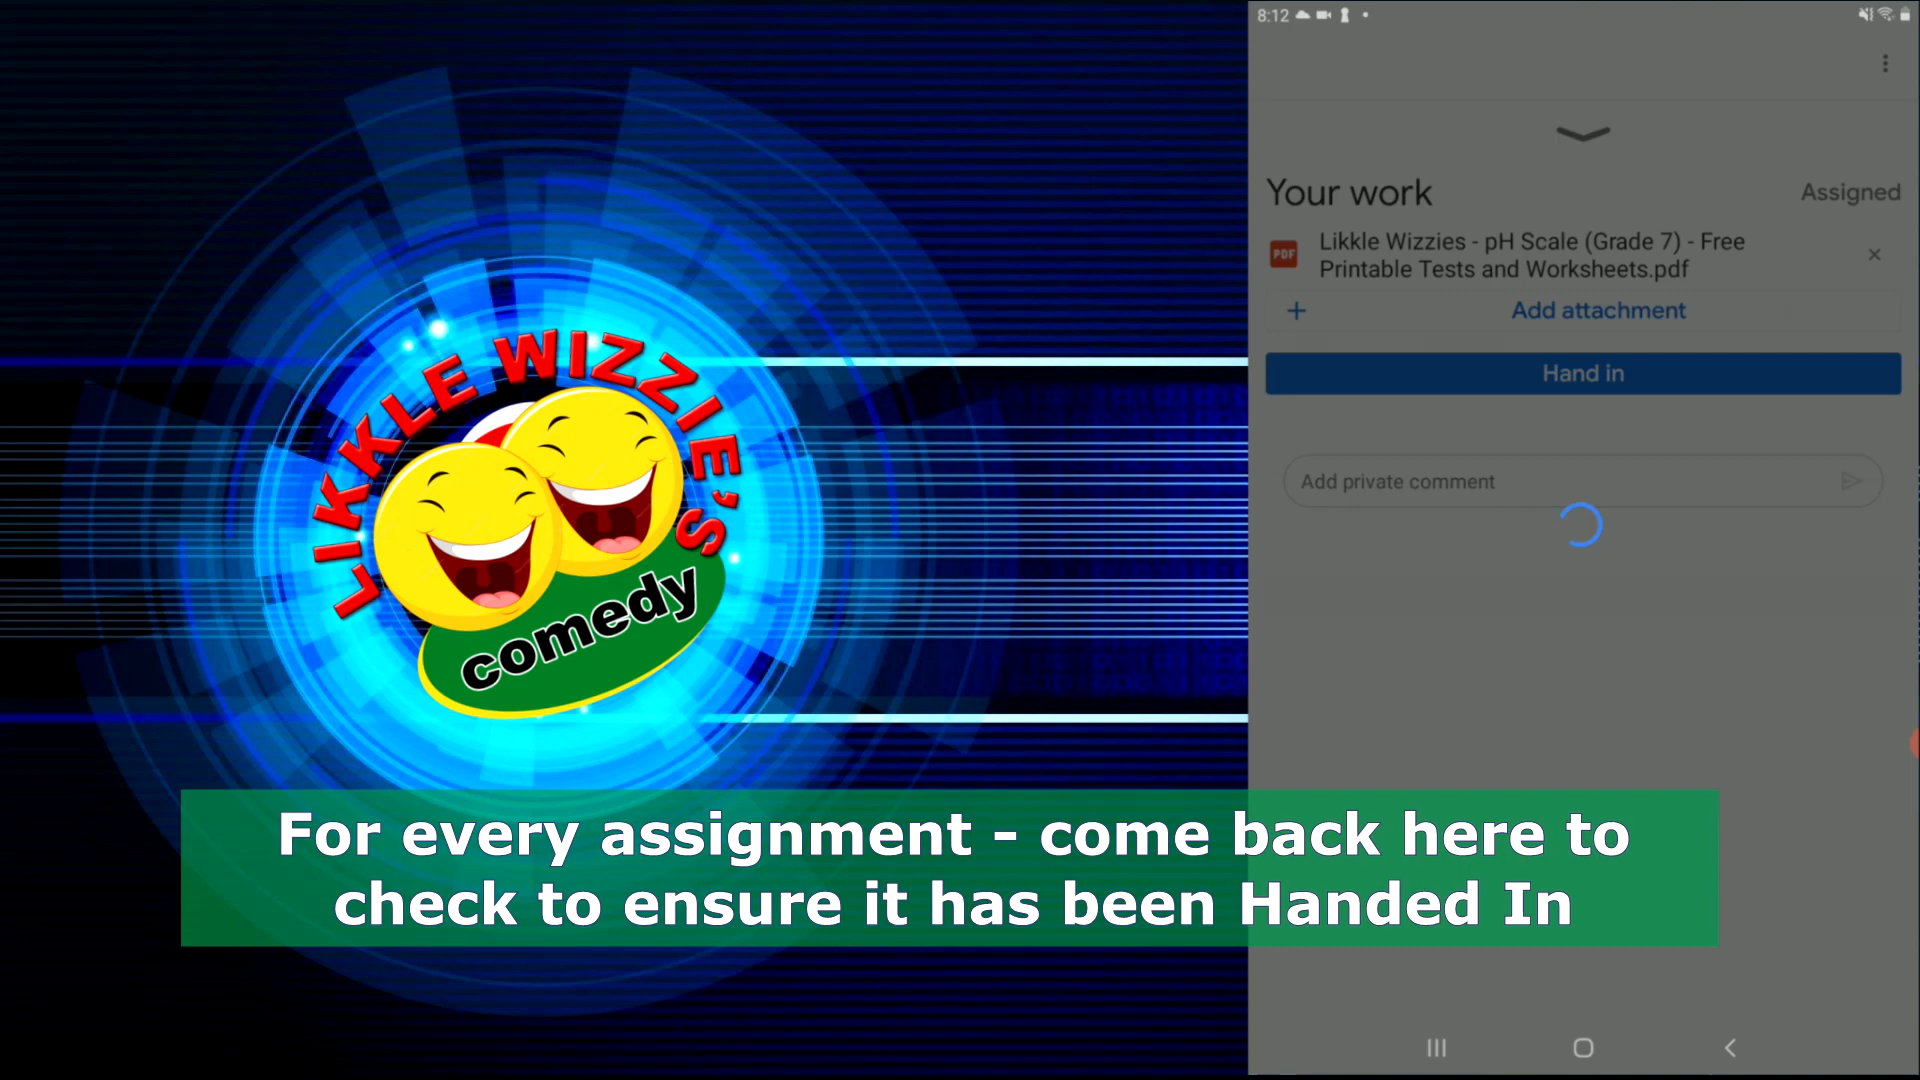 LIKKLE WIZZIE'S
comedy
8:12
Your work
Assigned
PDF
Likkle Wizzies - pH Scale (Grade 7) - Free
Printable Tests and Worksheets.pdf
Add attachment
Hand in
Add private comment
For every assignment - come back here to
check to ensure it has been Handed In